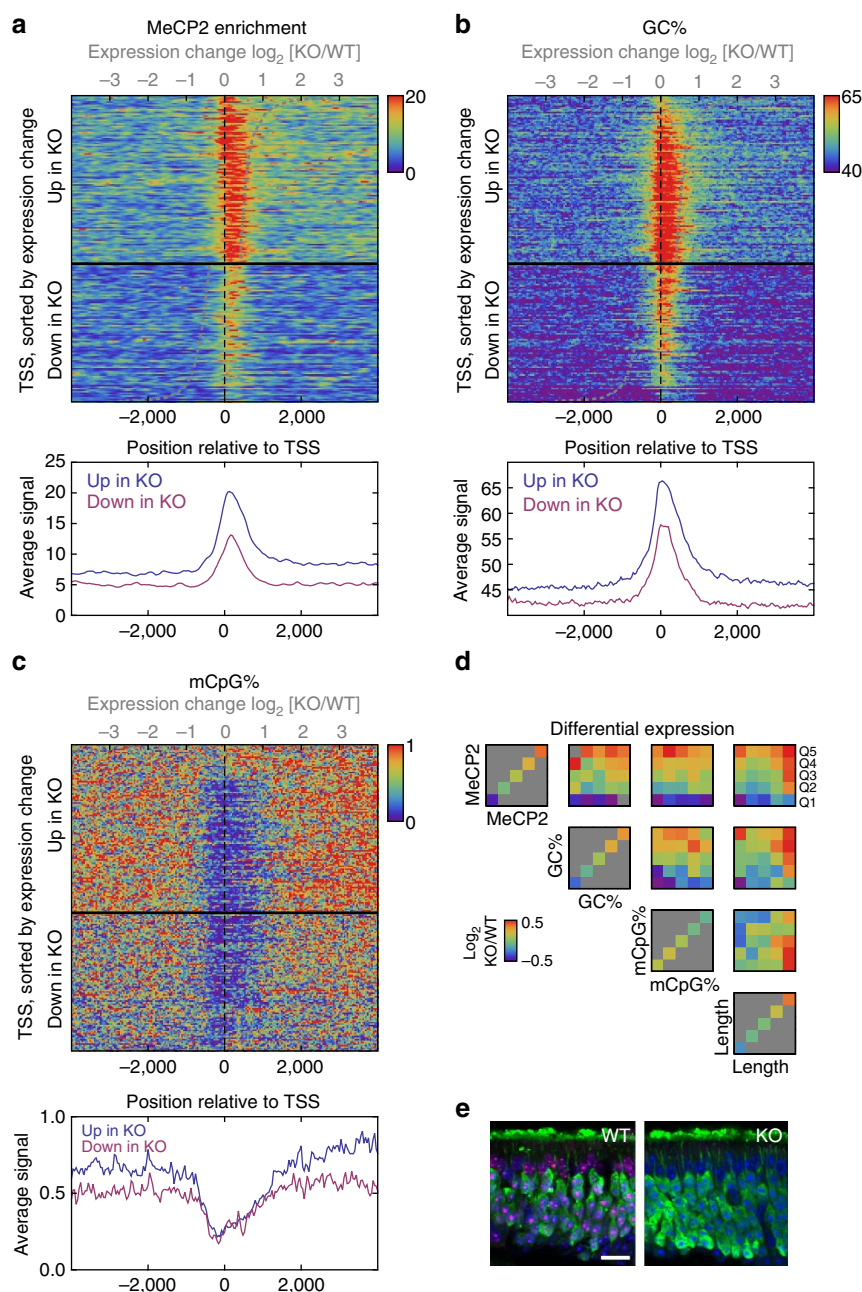 a
MeCP2 enrichment
Expression change log2 [KO/WT]
−3 −2 −1 0 1 2 3
TSS, sorted by expression change
Up in KO
Down in KO
20
0
−2,000 0 2,000
Position relative to TSS
Average signal
25
20
15
10
5
0
Up in KO
Down in KO
−2,000 0 2,000
b
GC%
Expression change log2 [KO/WT]
−3 −2 −1 0 1 2 3
TSS, sorted by expression change
Up in KO
Down in KO
65
40
−2,000 0 2,000
Position relative to TSS
Average signal
65
60
55
50
45
Up in KO
Down in KO
−2,000 0 2,000
c
mCpG%
Expression change log2 [KO/WT]
−3 −2 −1 0 1 2 3
TSS, sorted by expression change
Up in KO
Down in KO
1
0
−2,000 0 2,000
Position relative to TSS
Average signal
1.0
0.5
0.0
Up in KO
Down in KO
−2,000 0 2,000
d
Differential expression
MeCP2
MeCP2
Q5
Q4
Q3
Q2
Q1
GC%
GC%
Log2
KO/WT
0.5
−0.5
mCpG%
mCpG%
Length
Length
e
WT
KO